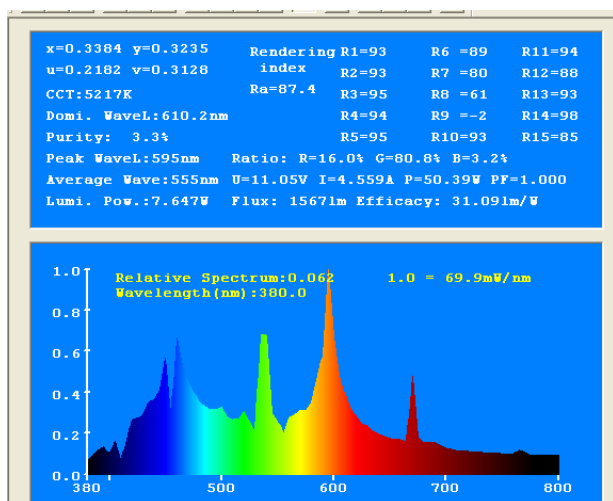 x=0.3384 y=0.3235 Rendering R1=93 R6 =89 R11=94
u=0.2182 v=0.3128 index R2=93 R7 =80 R12=88
CCT:5217K Ra=87.4 R3=95 R8 =61 R13=93
Domi. WaveL:610.2nm R4=94 R9 =-2 R14=98
Purity: 3.3% R5=95 R10=93 R15=85
Peak WaveL:595nm Ratio: R=16.0% G=80.8% B=3.2%
Average Wave:555nm U=11.05V I=4.559A P=50.39W PF=1.000
Lumi. Pow.:7.647W Flux: 1567lm Efficacy: 31.09lm/W
1.0 Relative Spectrum:0.062 1.0 = 69.9mW/nm
Wavelength(nm):380.0
0.8
0.6
0.4
0.2
0.0
380 500 600 700 800